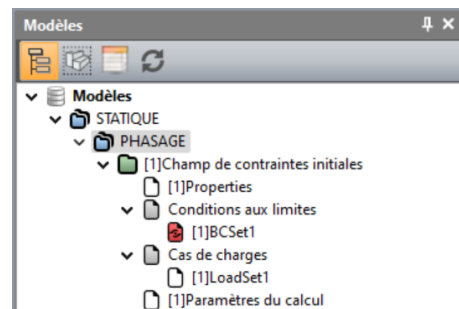 Modèles
Modèles
STATIQUE
PHASAGE
[1]Champ de contraintes initiales
[1]Properties
Conditions aux limites
[1]BCSet1
Cas de charges
[1]LoadSet1
[1]Paramètres du calcul